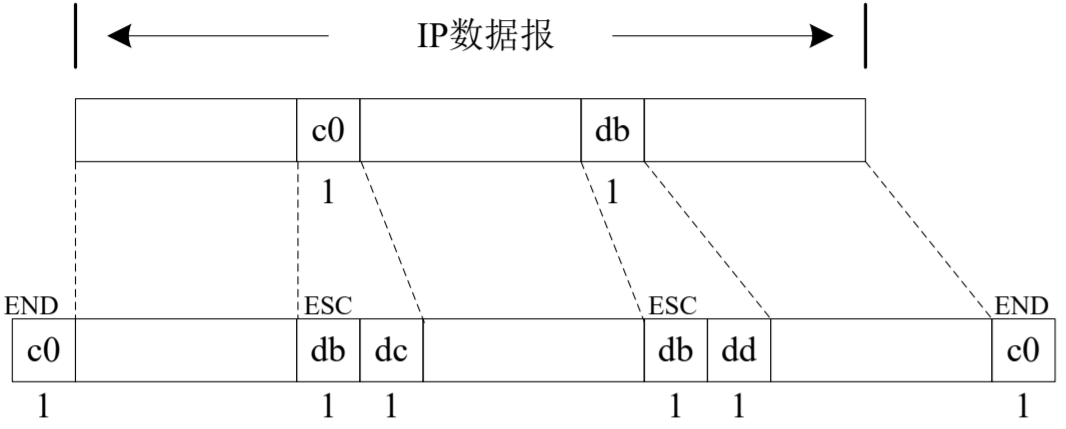 IP数据报
c0 db
1 1
END ESC ESC END
c0 db dc db dd c0
1 1 1 1 1 1